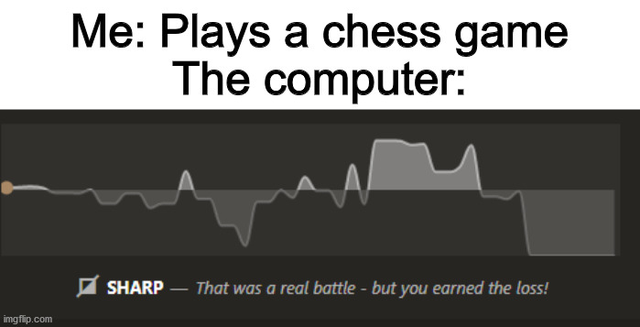 Me: Plays a chess game
The computer:
SHARP — That was a real battle - but you earned the loss!
imgflip.com